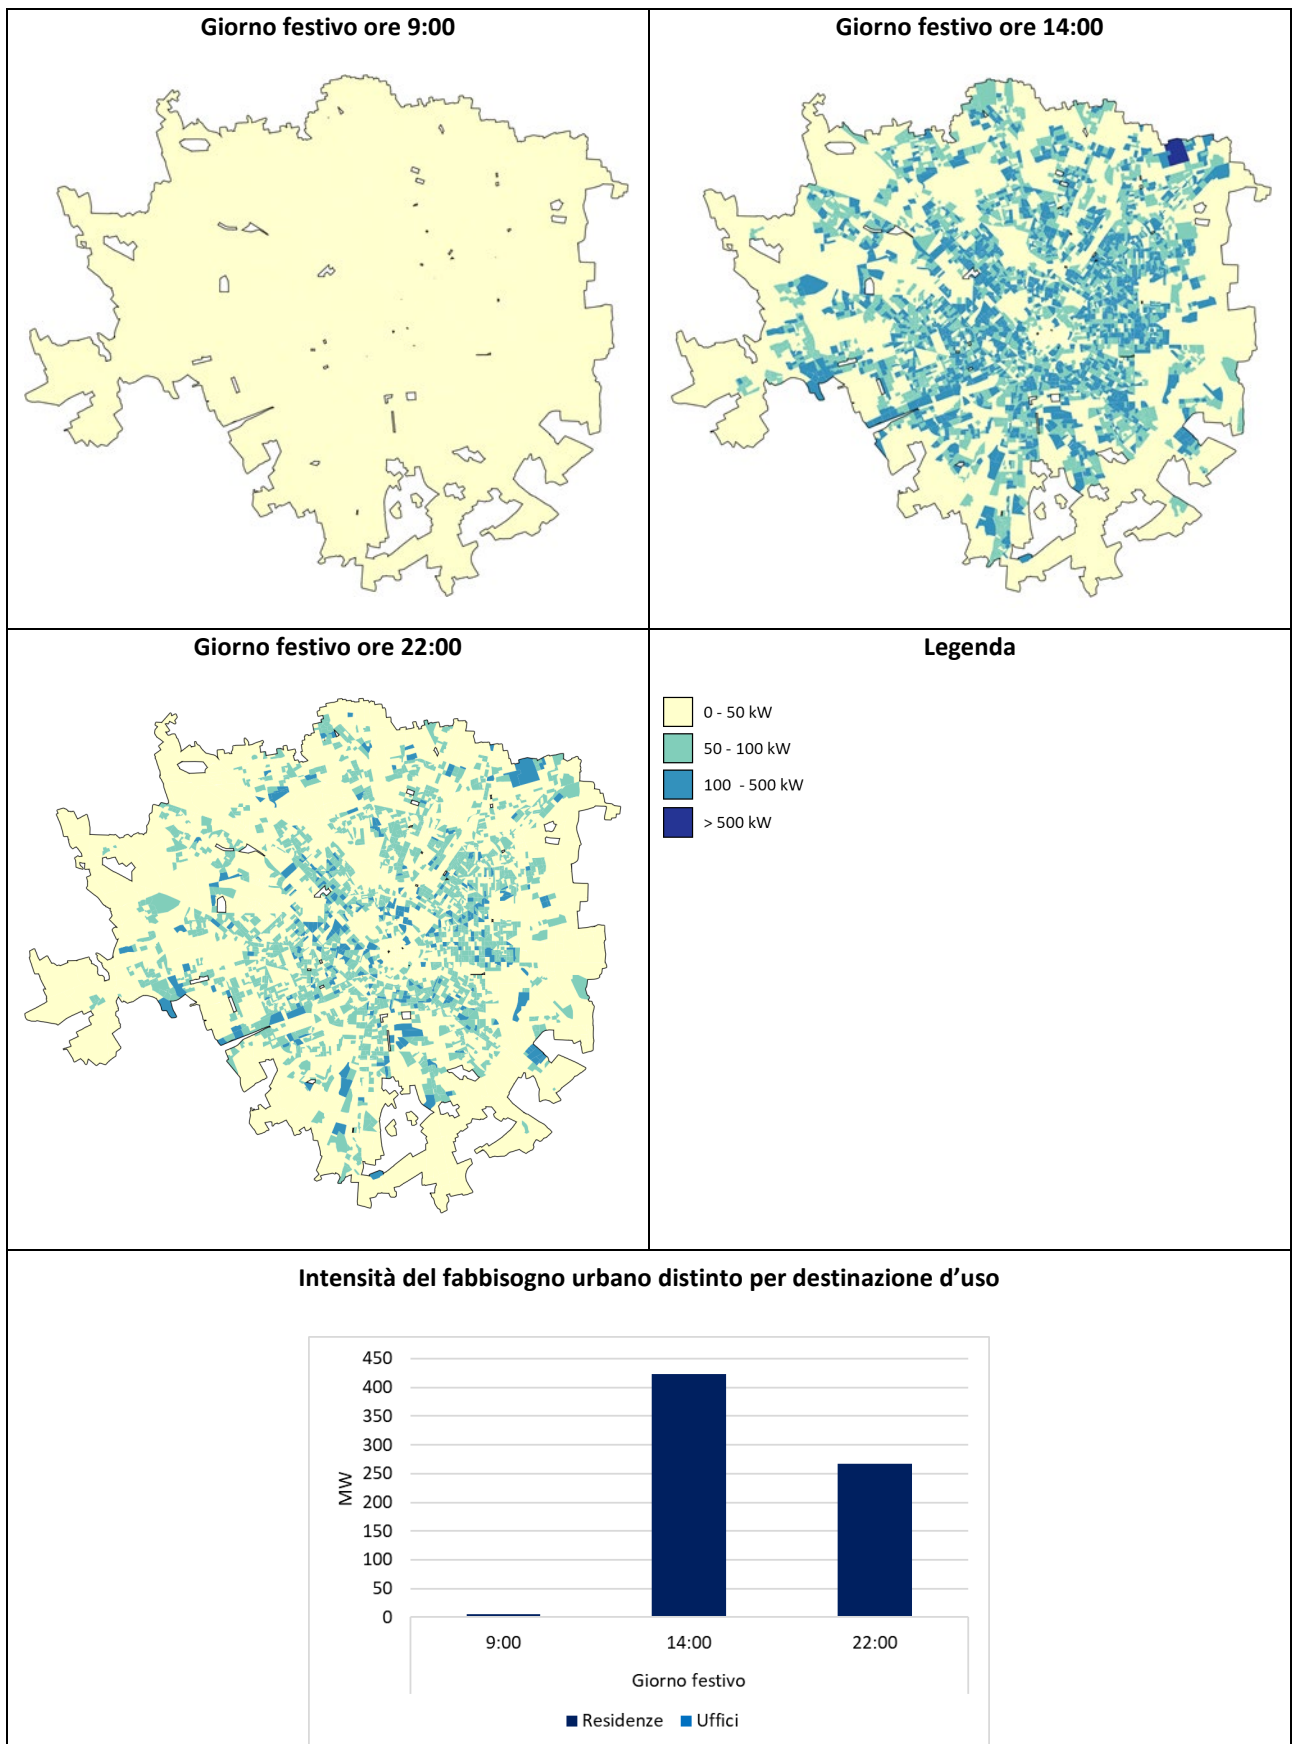 Giorno festivo ore 9:00
Giorno festivo ore 14:00
Giorno festivo ore 22:00
Legenda
0 - 50 kW
50 - 100 kW
100 - 500 kW
> 500 kW
Intensità del fabbisogno urbano distinto per destinazione d’uso
450
400
350
300
250
200
150
100
50
0
MW
9:00
14:00
22:00
Giorno festivo
Residenze
Uffici